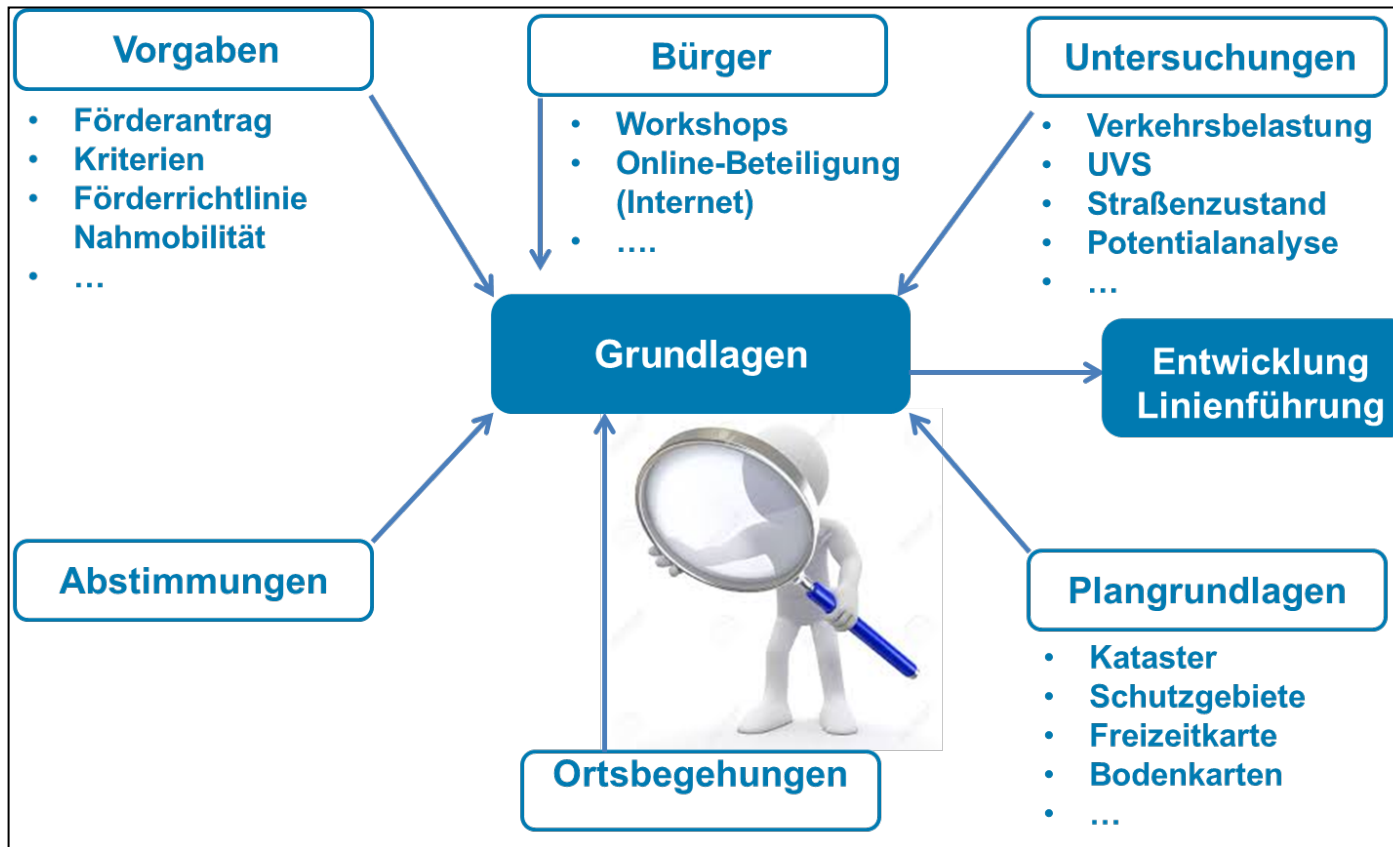 Vorgaben
• Förderantrag
• Kriterien
• Förderrichtlinie
Nahmobilität
• ...
Bürger
• Workshops
• Online-Beteiligung
(Internet)
• ....
Untersuchungen
• Verkehrsbelastung
• UVS
• Straßenzustand
• Potentialanalyse
• ...
Grundlagen
Entwicklung
Linienführung
Abstimmungen
Ortsbegehungen
Plangrundlagen
• Kataster
• Schutzgebiete
• Freizeitkarte
• Bodenkarten
• ...